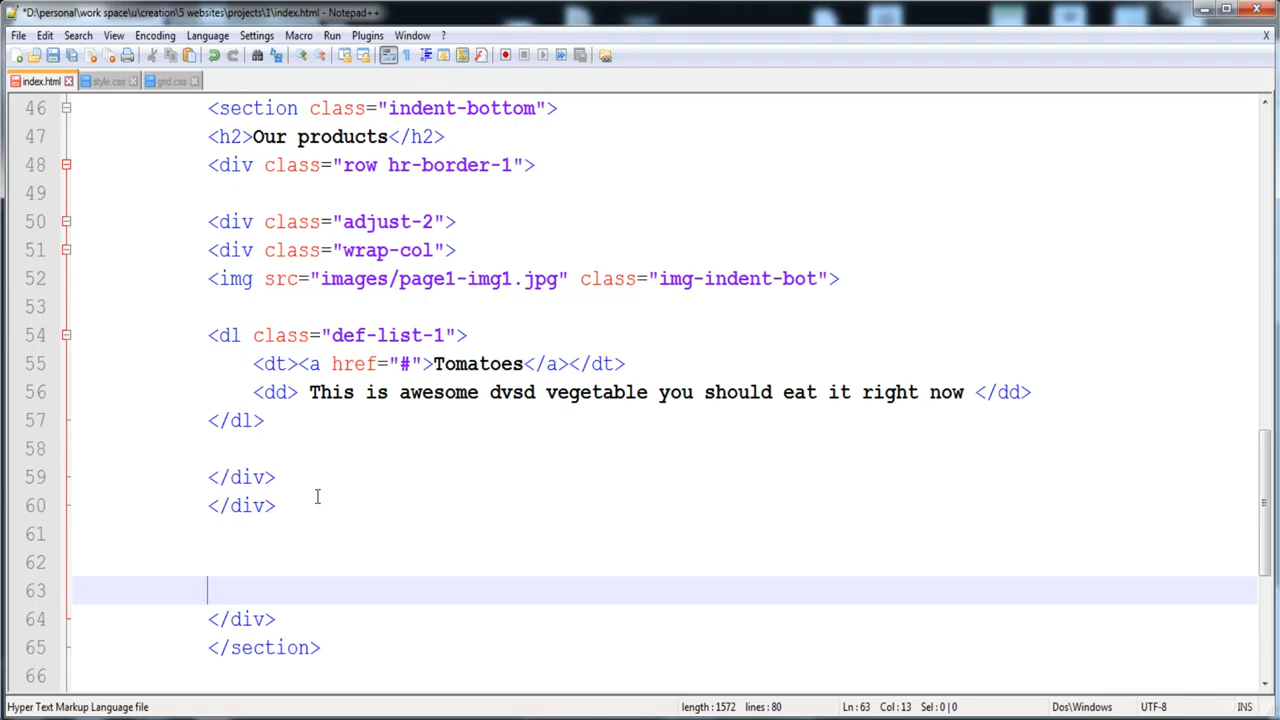 *D:\personal\work space\u\creation\5 websites\projects\1\index.html - Notepad++
File Edit Search View Encoding Language Settings Macro Run Plugins Window ? X
index.html style.css grid.css
46 <section class="indent-bottom">
47 <h2>Our products</h2>
48 <div class="row hr-border-1">
49
50 <div class="adjust-2">
51 <div class="wrap-col">
52 <img src="images/page1-img1.jpg" class="img-indent-bot">
53
54 <dl class="def-list-1">
55 <dt><a href="#">Tomatoes</a></dt>
56 <dd> This is awesome dvsd vegetable you should eat it right now </dd>
57 </dl>
58
59 </div>
60 </div>
61
62
63
64 </div>
65 </section>
66
Hyper Text Markup Language file length : 1572 lines : 80 Ln : 63 Col : 13 Sel : 0 | 0 Dos\Windows UTF-8 INS